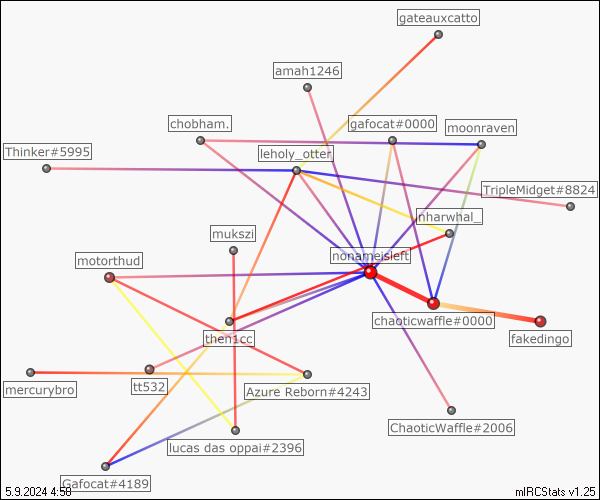 gateauxcatto
amah1246
chobham.
gafocat#0000
moonraven
Thinker#5995
leholy_otter
TripleMidget#8824
nharwhal_
mukszi
nonameisleft
motorthud
chaoticwaffle#0000
then1cc
fakedingo
mercurybro
tt532
Azure Reborn#4243
ChaoticWaffle#2006
lucas das oppai#2396
Gafocat#4189
5.9.2024 4:58
mIRCStats v1.25